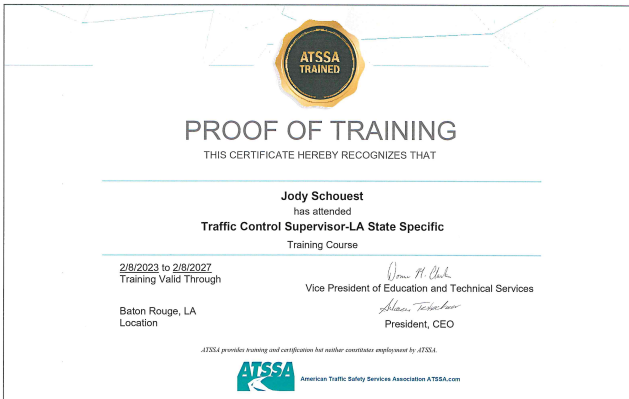 ATSSA
TRAINED
PROOF OF TRAINING
THIS CERTIFICATE HEREBY RECOGNIZES THAT
Jody Schouest
has attended
Traffic Control Supervisor-LA State Specific
Training Course
2/8/2023 to 2/8/2027
Training Valid Through
Vice President of Education and Technical Services
Baton Rouge, LA
Location
President, CEO
ATSSA provides training and certification but neither constitutes employment by ATSSA.
ATSSA
American Traffic Safety Services Association ATSSA.com